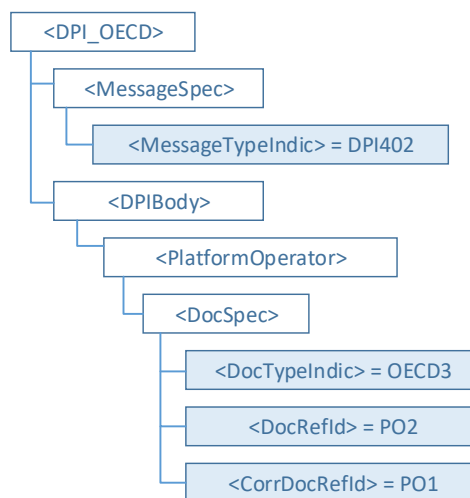 <DPI_OECD>
<MessageSpec>
<MessageTypeIndic> = DPI402
<DPIBody>
<PlatformOperator>
<DocSpec>
<DocTypeIndic> = OECD3
<DocRefId> = PO2
<CorrDocRefId> = PO1